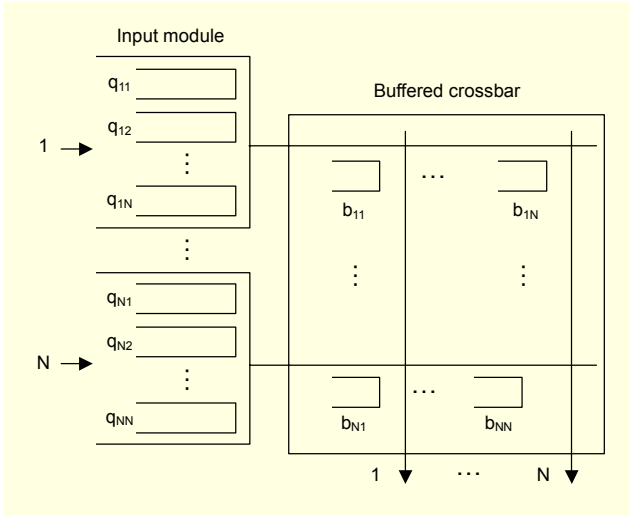 Input module
q11
q12
⋮
q1N
1
⋮
qN1
qN2
⋮
qNN
N
Buffered crossbar
b11
⋯
b1N
⋮
⋮
bN1
⋯
bNN
1
⋯
N